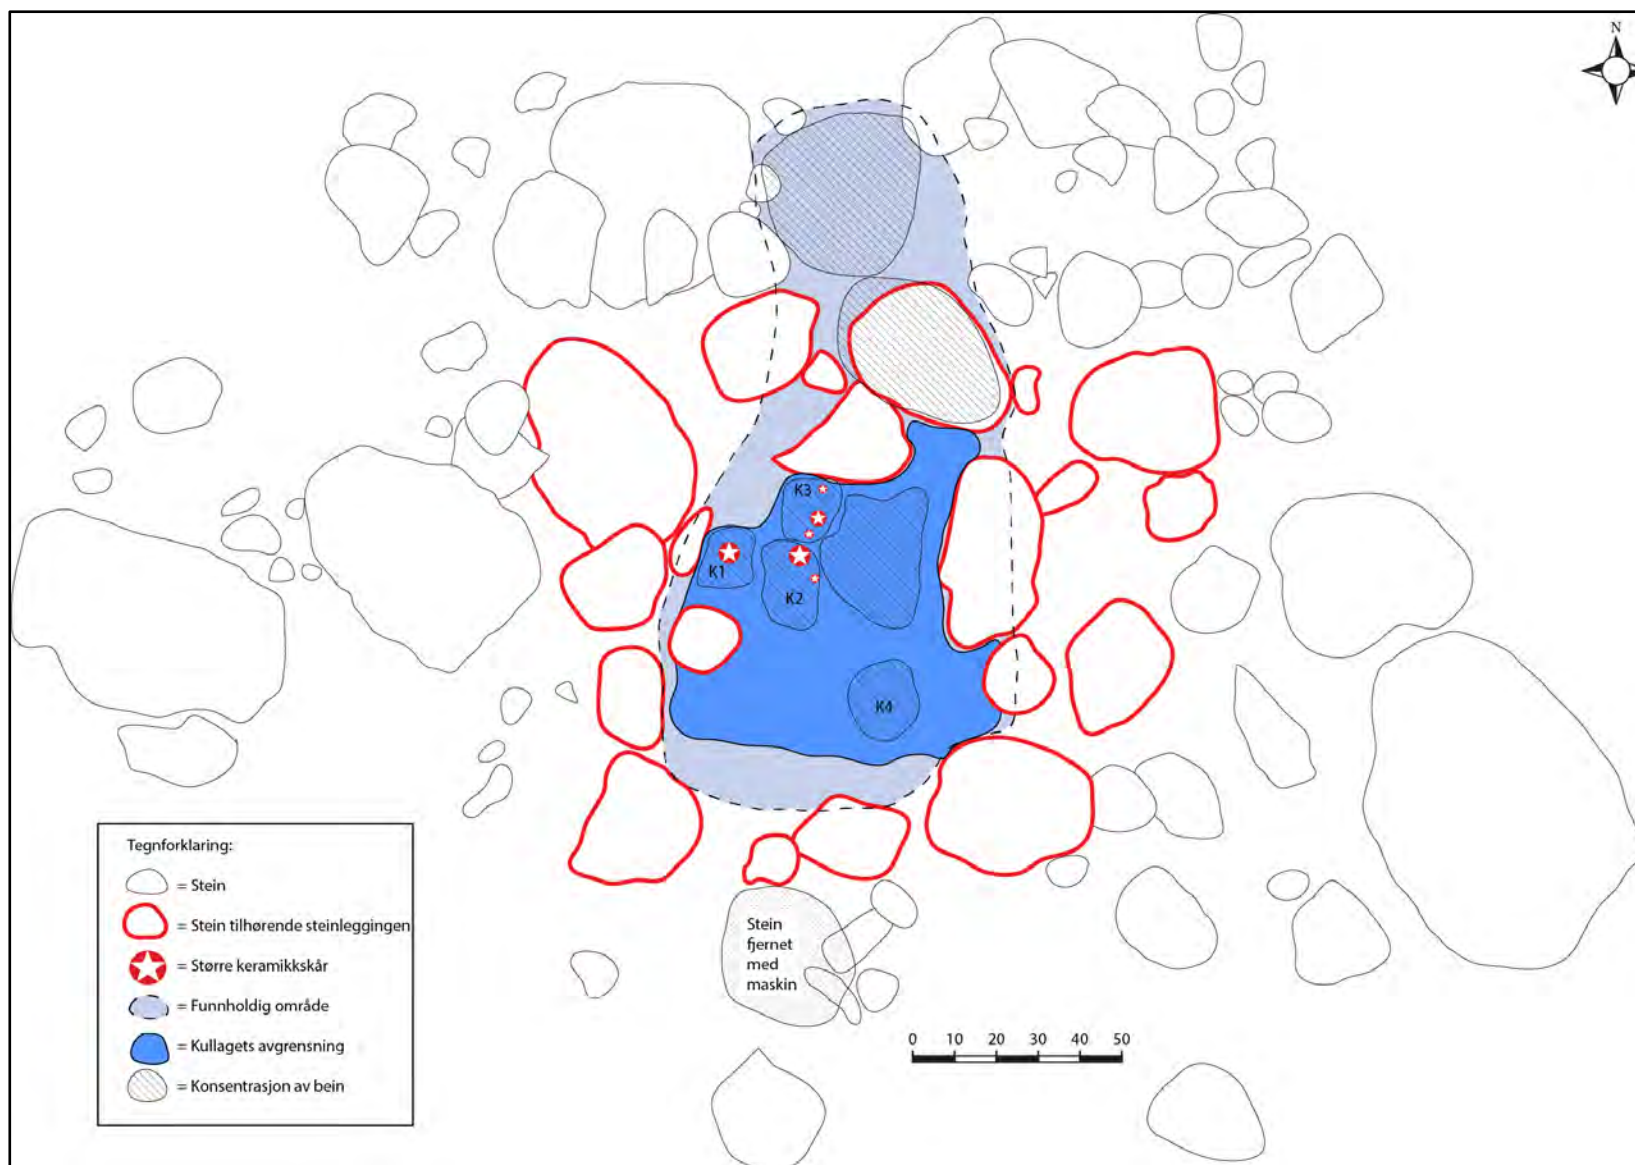 N
K3
K1
K2
K4
Tegnforklaring:
= Stein
= Stein tilhørende steinleggingen
= Større keramikkskår
= Funnholdig område
= Kullagets avgrensning
= Konsentrasjon av bein
Stein
fjernet
med
maskin
0 10 20 30 40 50